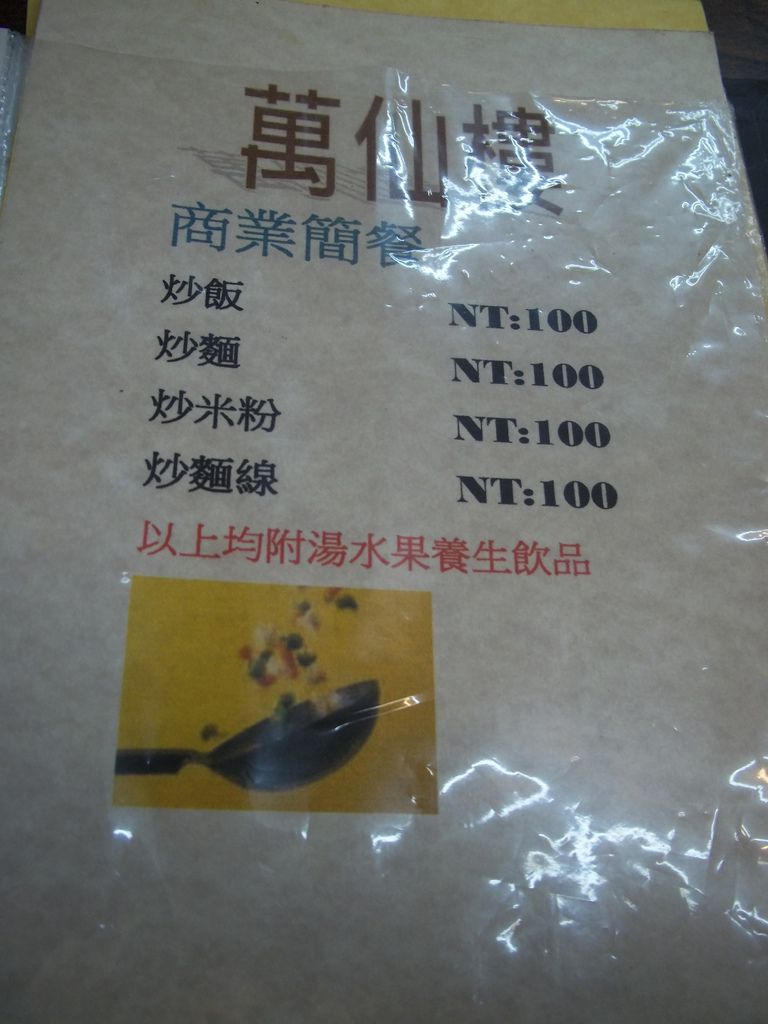 萬仙樓
商業簡餐
炒飯 NT:100
炒麵 NT:100
炒米粉 NT:100
炒麵線 NT:100
以上均附湯水果養生飲品